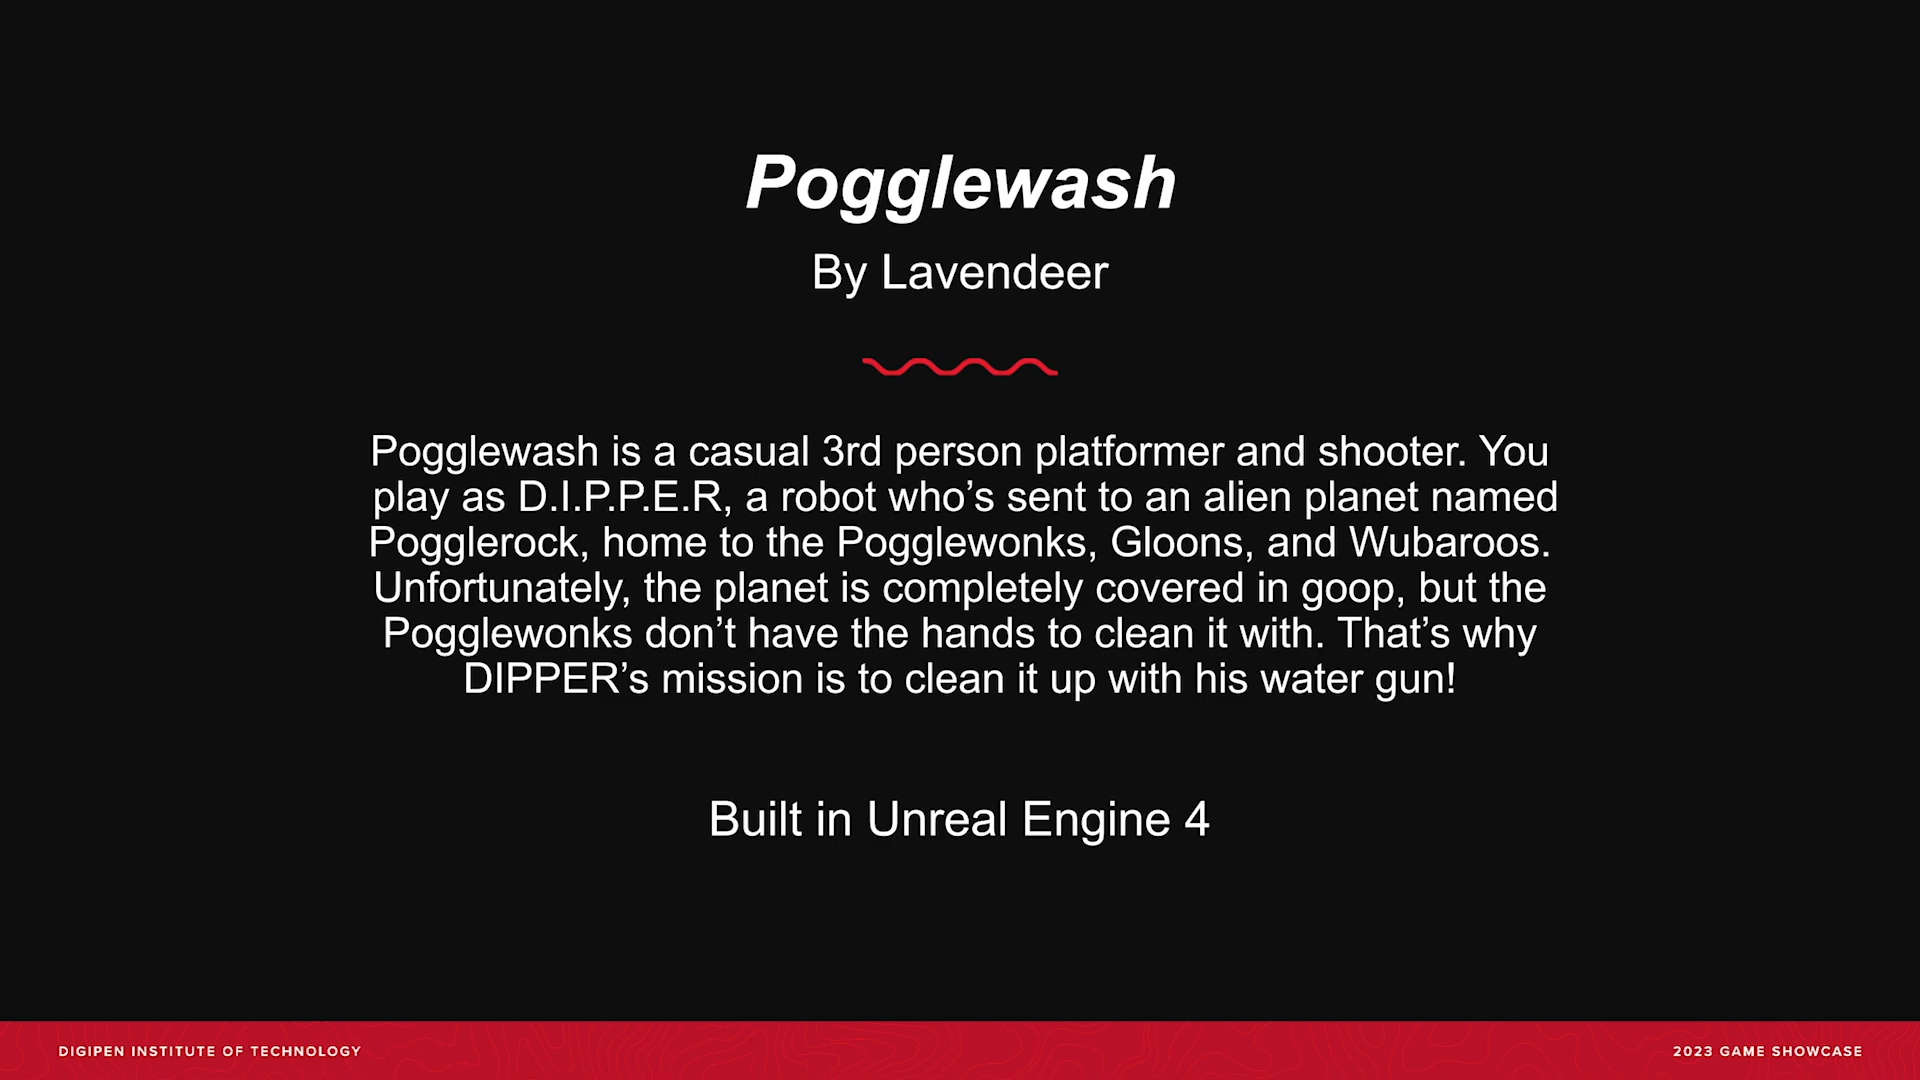 Pogglewash
By Lavendeer
Pogglewash is a casual 3rd person platformer and shooter. You
play as D.I.P.P.E.R, a robot who’s sent to an alien planet named
Pogglerock, home to the Pogglewonks, Gloons, and Wubaroos.
Unfortunately, the planet is completely covered in goop, but the
Pogglewonks don’t have the hands to clean it with. That’s why
DIPPER’s mission is to clean it up with his water gun!
Built in Unreal Engine 4
DIGIPEN INSTITUTE OF TECHNOLOGY
2023 GAME SHOWCASE